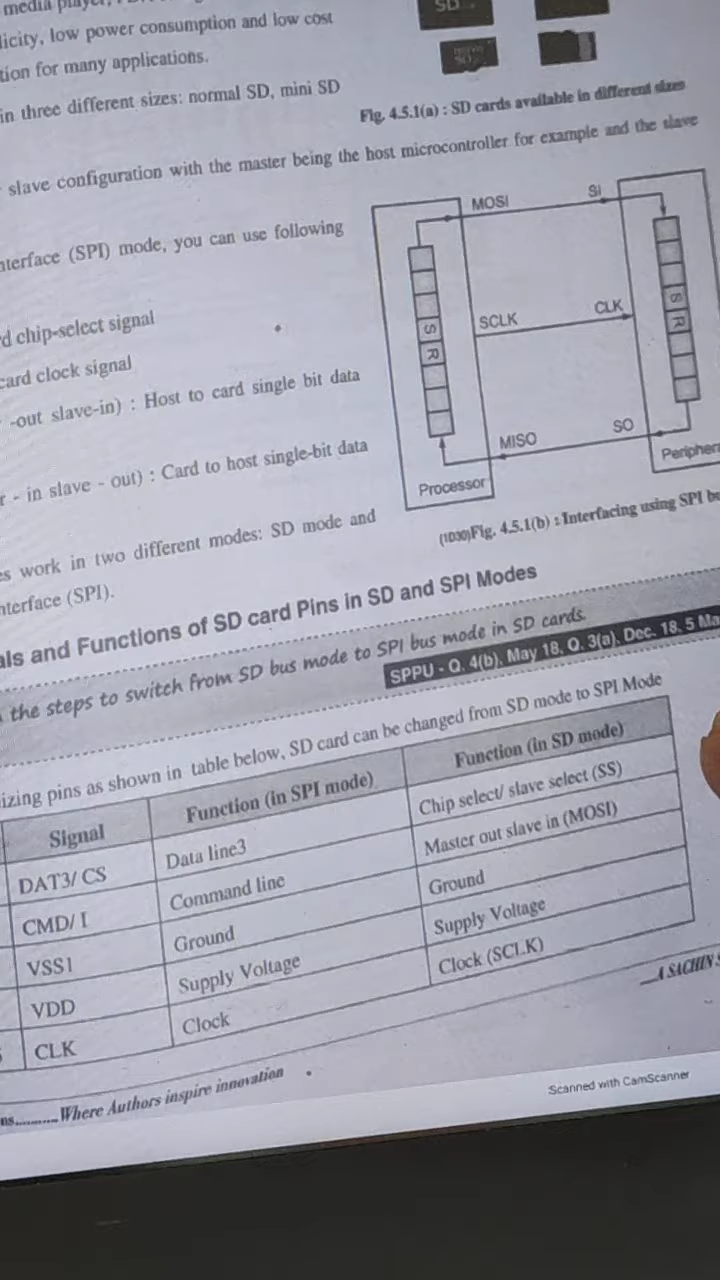 media player,
licity, low power consumption and low cost
tion for many applications.
in three different sizes: normal SD, mini SD
SD
Fig. 4.5.1(a) : SD cards available in different sizes
slave configuration with the master being the host microcontroller for example and the slave
nterface (SPI) mode, you can use following
d chip-select signal
card clock signal
-out slave-in) : Host to card single bit data
r - in slave - out) : Card to host single-bit data
es work in two different modes: SD mode and
nterface (SPI).
MOSI
SI
SCLK
CLK
S R
S R
MISO
SO
Processor
Peripher
(1D30)Fig. 4.5.1(b) : Interfacing using SPI bu
als and Functions of SD card Pins in SD and SPI Modes
the steps to switch from SD bus mode to SPI bus mode in SD cards.
SPPU - Q. 4(b), May 18, Q. 3(a), Dec. 18, 5 Ma
izing pins as shown in table below, SD card can be changed from SD mode to SPI Mode
Signal Function (in SPI mode) Function (in SD mode)
DAT3/ CS Data line3 Chip select/ slave select (SS)
CMD/ I Command line Master out slave in (MOSI)
VSS1 Ground Ground
VDD Supply Voltage Supply Voltage
CLK Clock Clock (SCLK)
ns..........Where Authors inspire innovation
A SACHIN S
Scanned with CamScanner